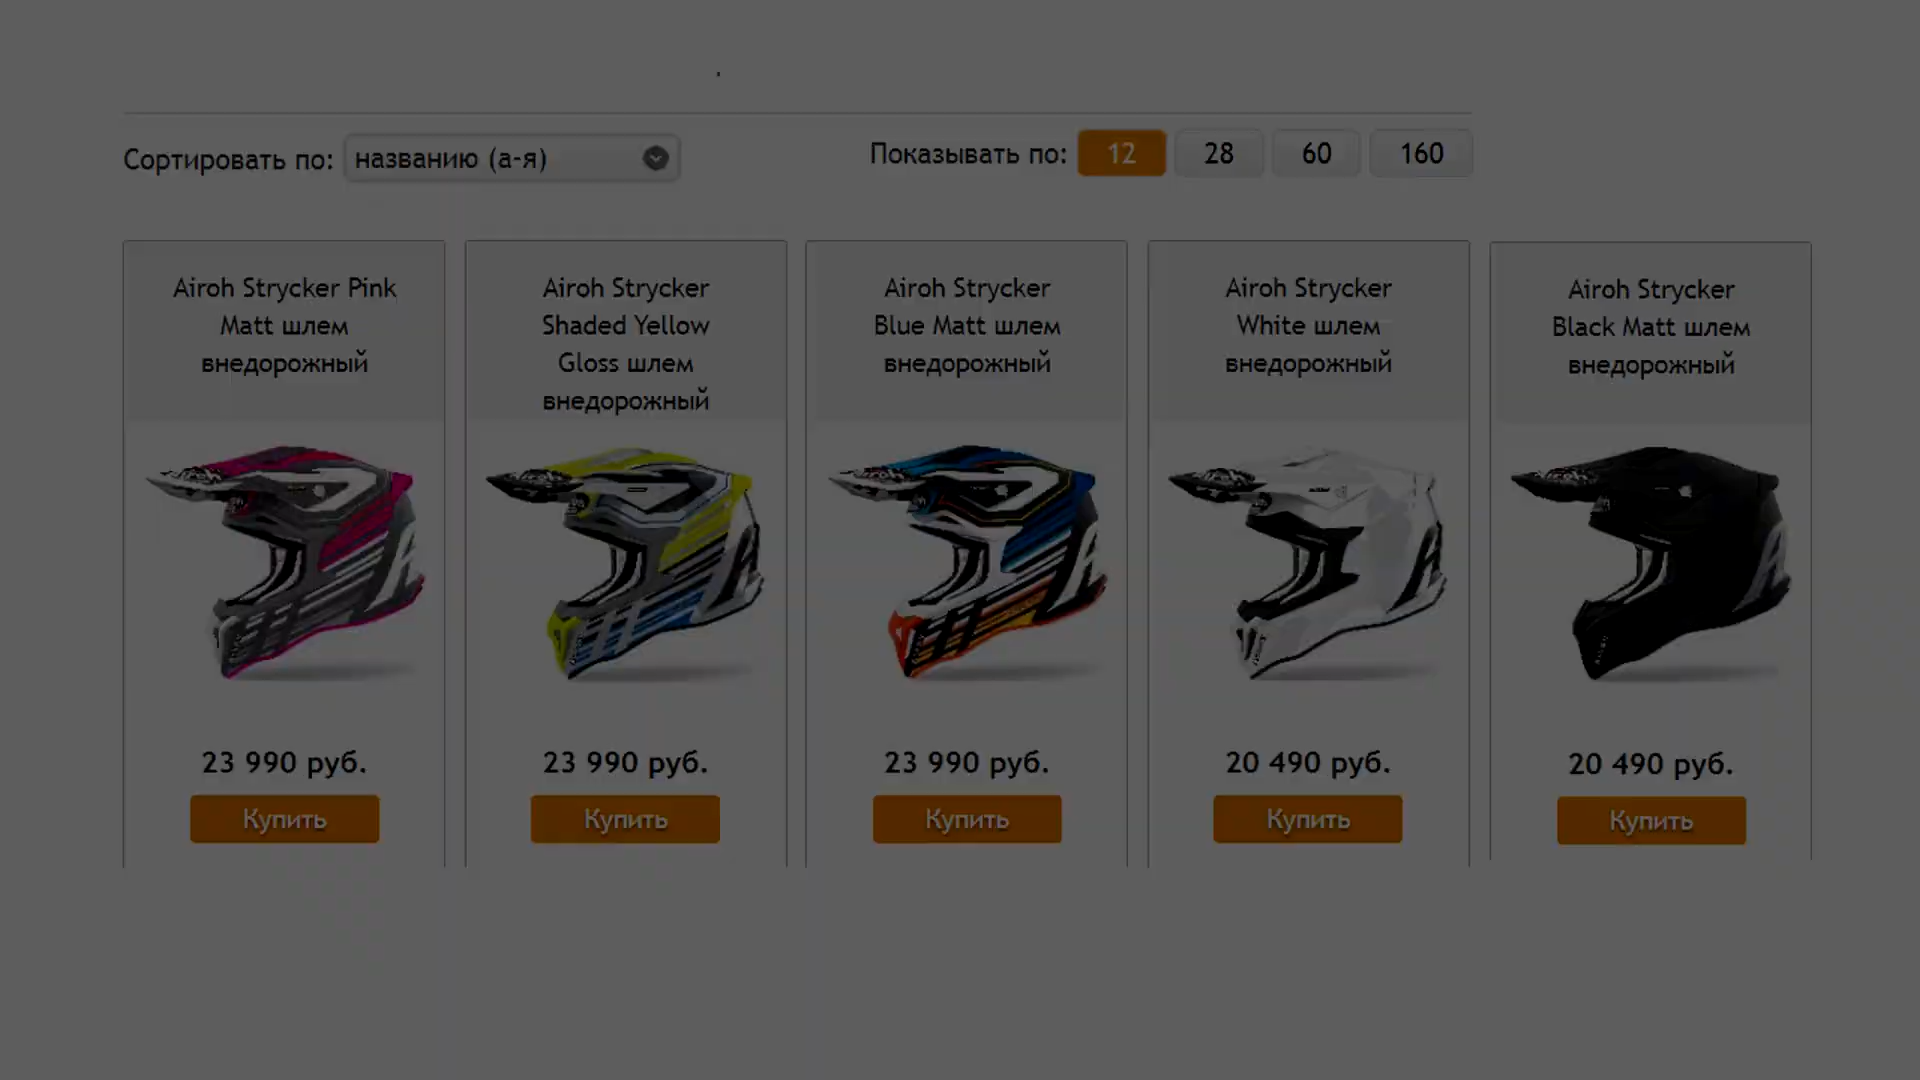 Сортировать по: названию (а-я) Показывать по: 12 28 60 160
Airoh Strycker Pink
Matt шлем
внедорожный
23 990 руб.
Купить
Airoh Strycker
Shaded Yellow
Gloss шлем
внедорожный
23 990 руб.
Купить
Airoh Strycker
Blue Matt шлем
внедорожный
23 990 руб.
Купить
Airoh Strycker
White шлем
внедорожный
20 490 руб.
Купить
Airoh Strycker
Black Matt шлем
внедорожный
20 490 руб.
Купить